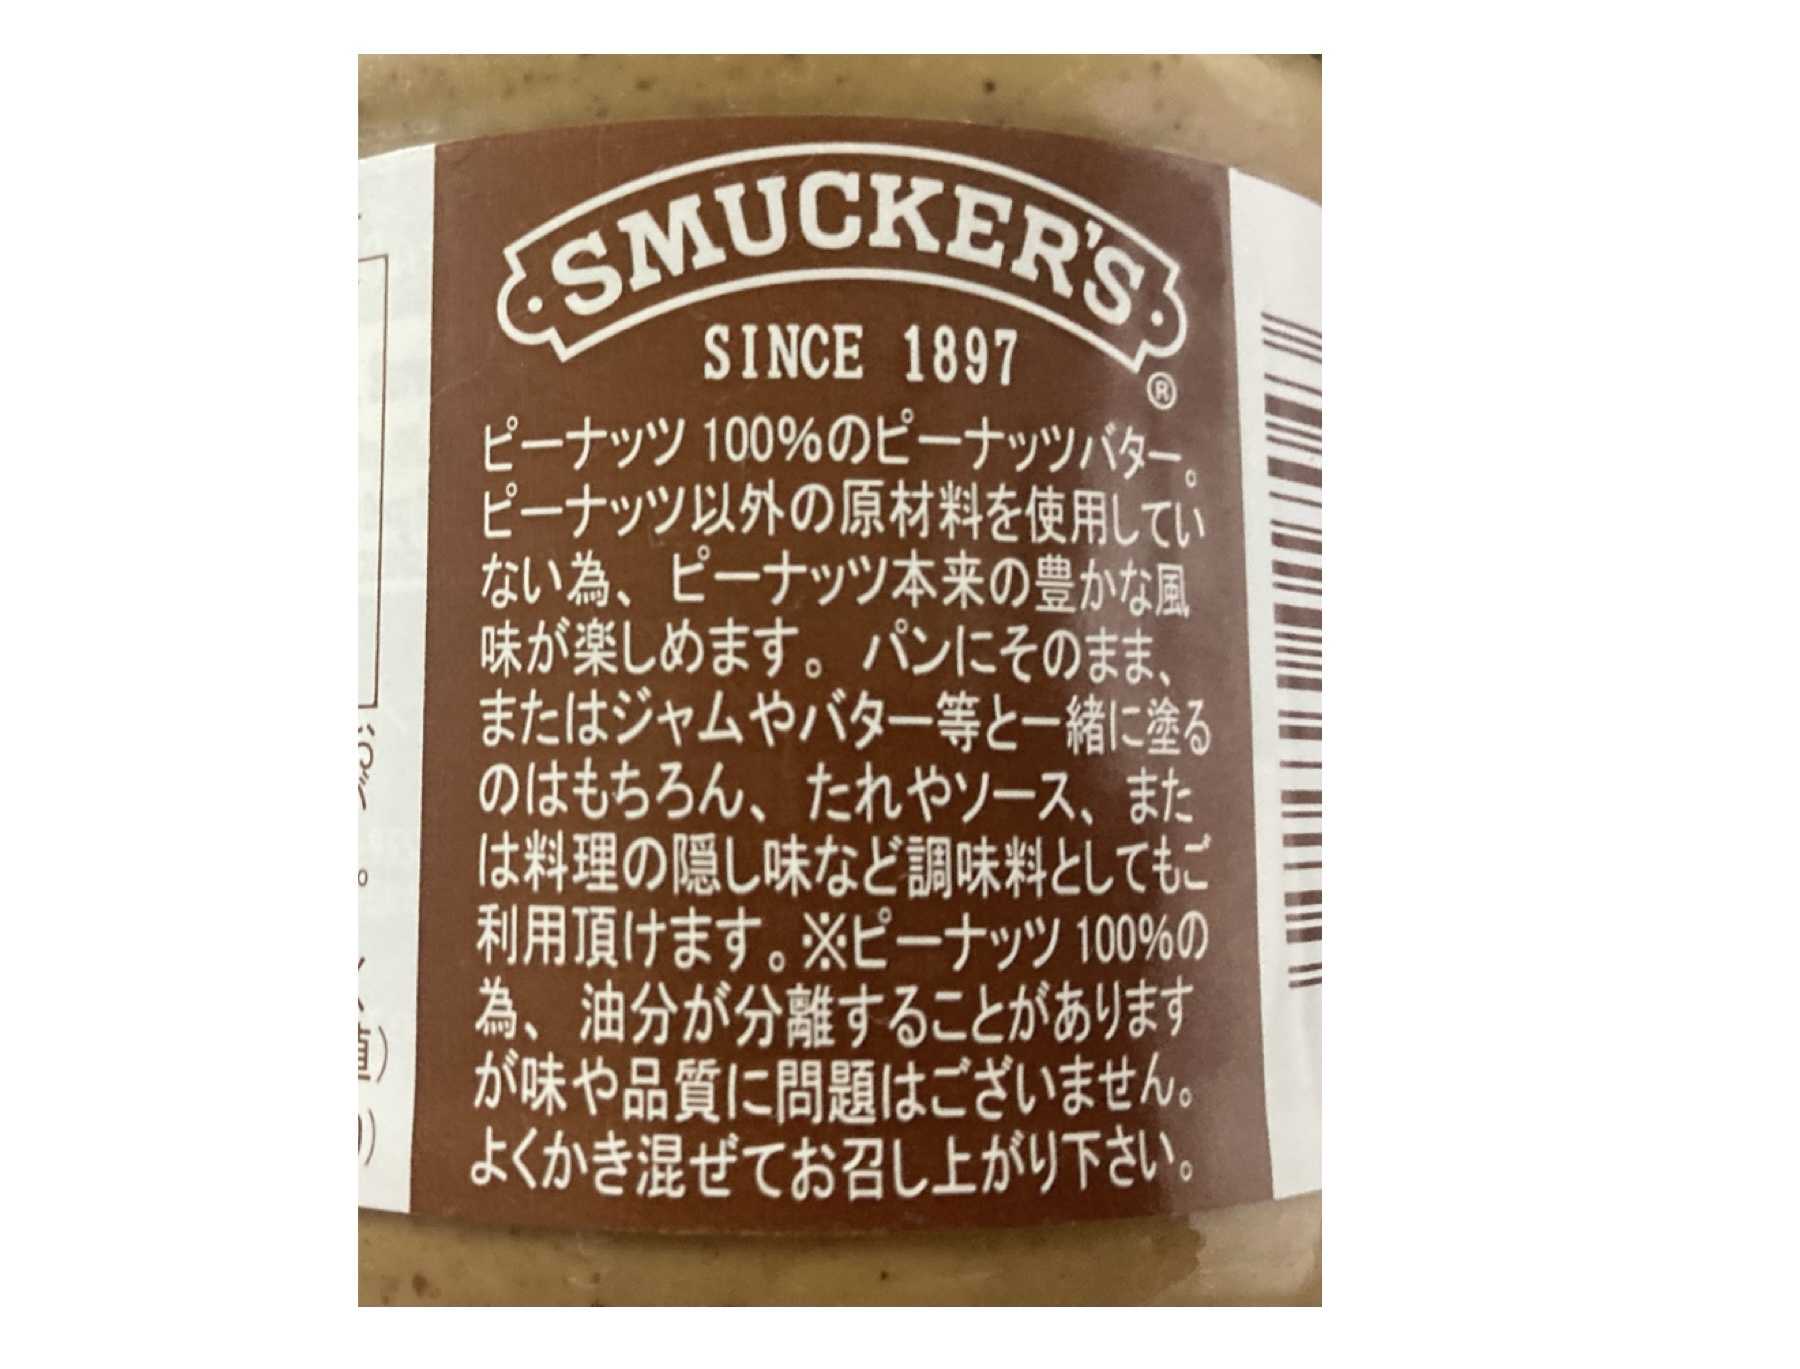 SMUCKER'S
®
SINCE 1897
ピーナッツ 100%のピーナッツバター。
ピーナッツ以外の原材料を使用してい
ない為、ピーナッツ本来の豊かな風
味が楽しめます。パンにそのまま、
またはジャムやバター等と一緒に塗る
のはもちろん、たれやソース、また
は料理の隠し味など調味料としてもご
利用頂けます。※ピーナッツ 100%の
為、油分が分離することがあります
が味や品質に問題はございません。
よくかき混ぜてお召し上がり下さい。